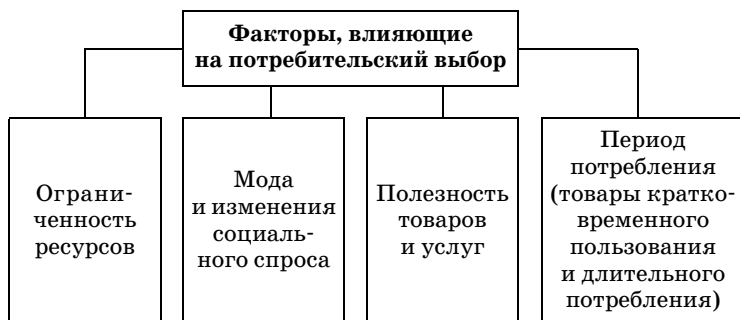 Факторы, влияющие
на потребительский выбор
Ограни-
ченность
ресурсов
Мода
и изменения
социаль-
ного спроса
Полезность
товаров
и услуг
Период
потребления
(товары кратко-
временного
пользования
и длительного
потребления)